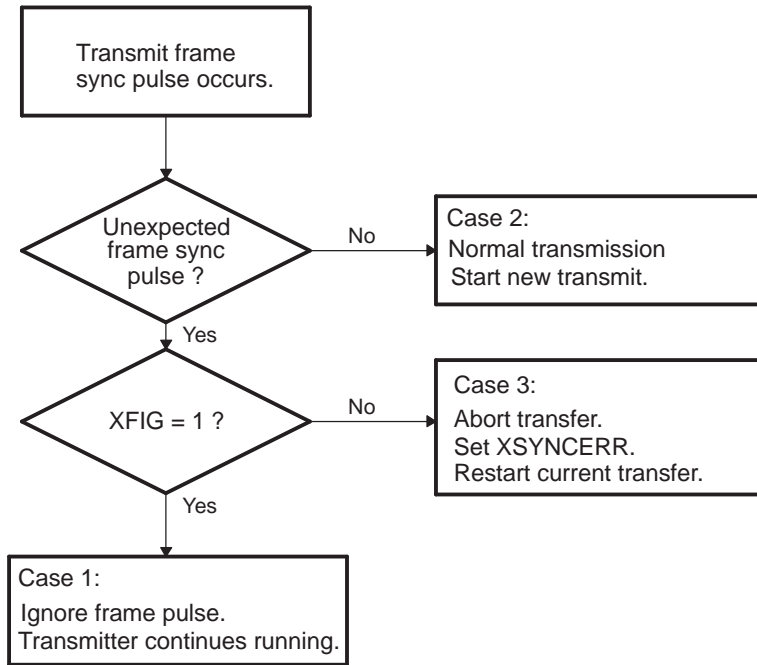 Transmit frame
sync pulse occurs.
Unexpected
frame sync
pulse ?
No
Case 2:
Normal transmission
Start new transmit.
Yes
XFIG = 1 ?
No
Case 3:
Abort transfer.
Set XSYNCERR.
Restart current transfer.
Yes
Case 1:
Ignore frame pulse.
Transmitter continues running.